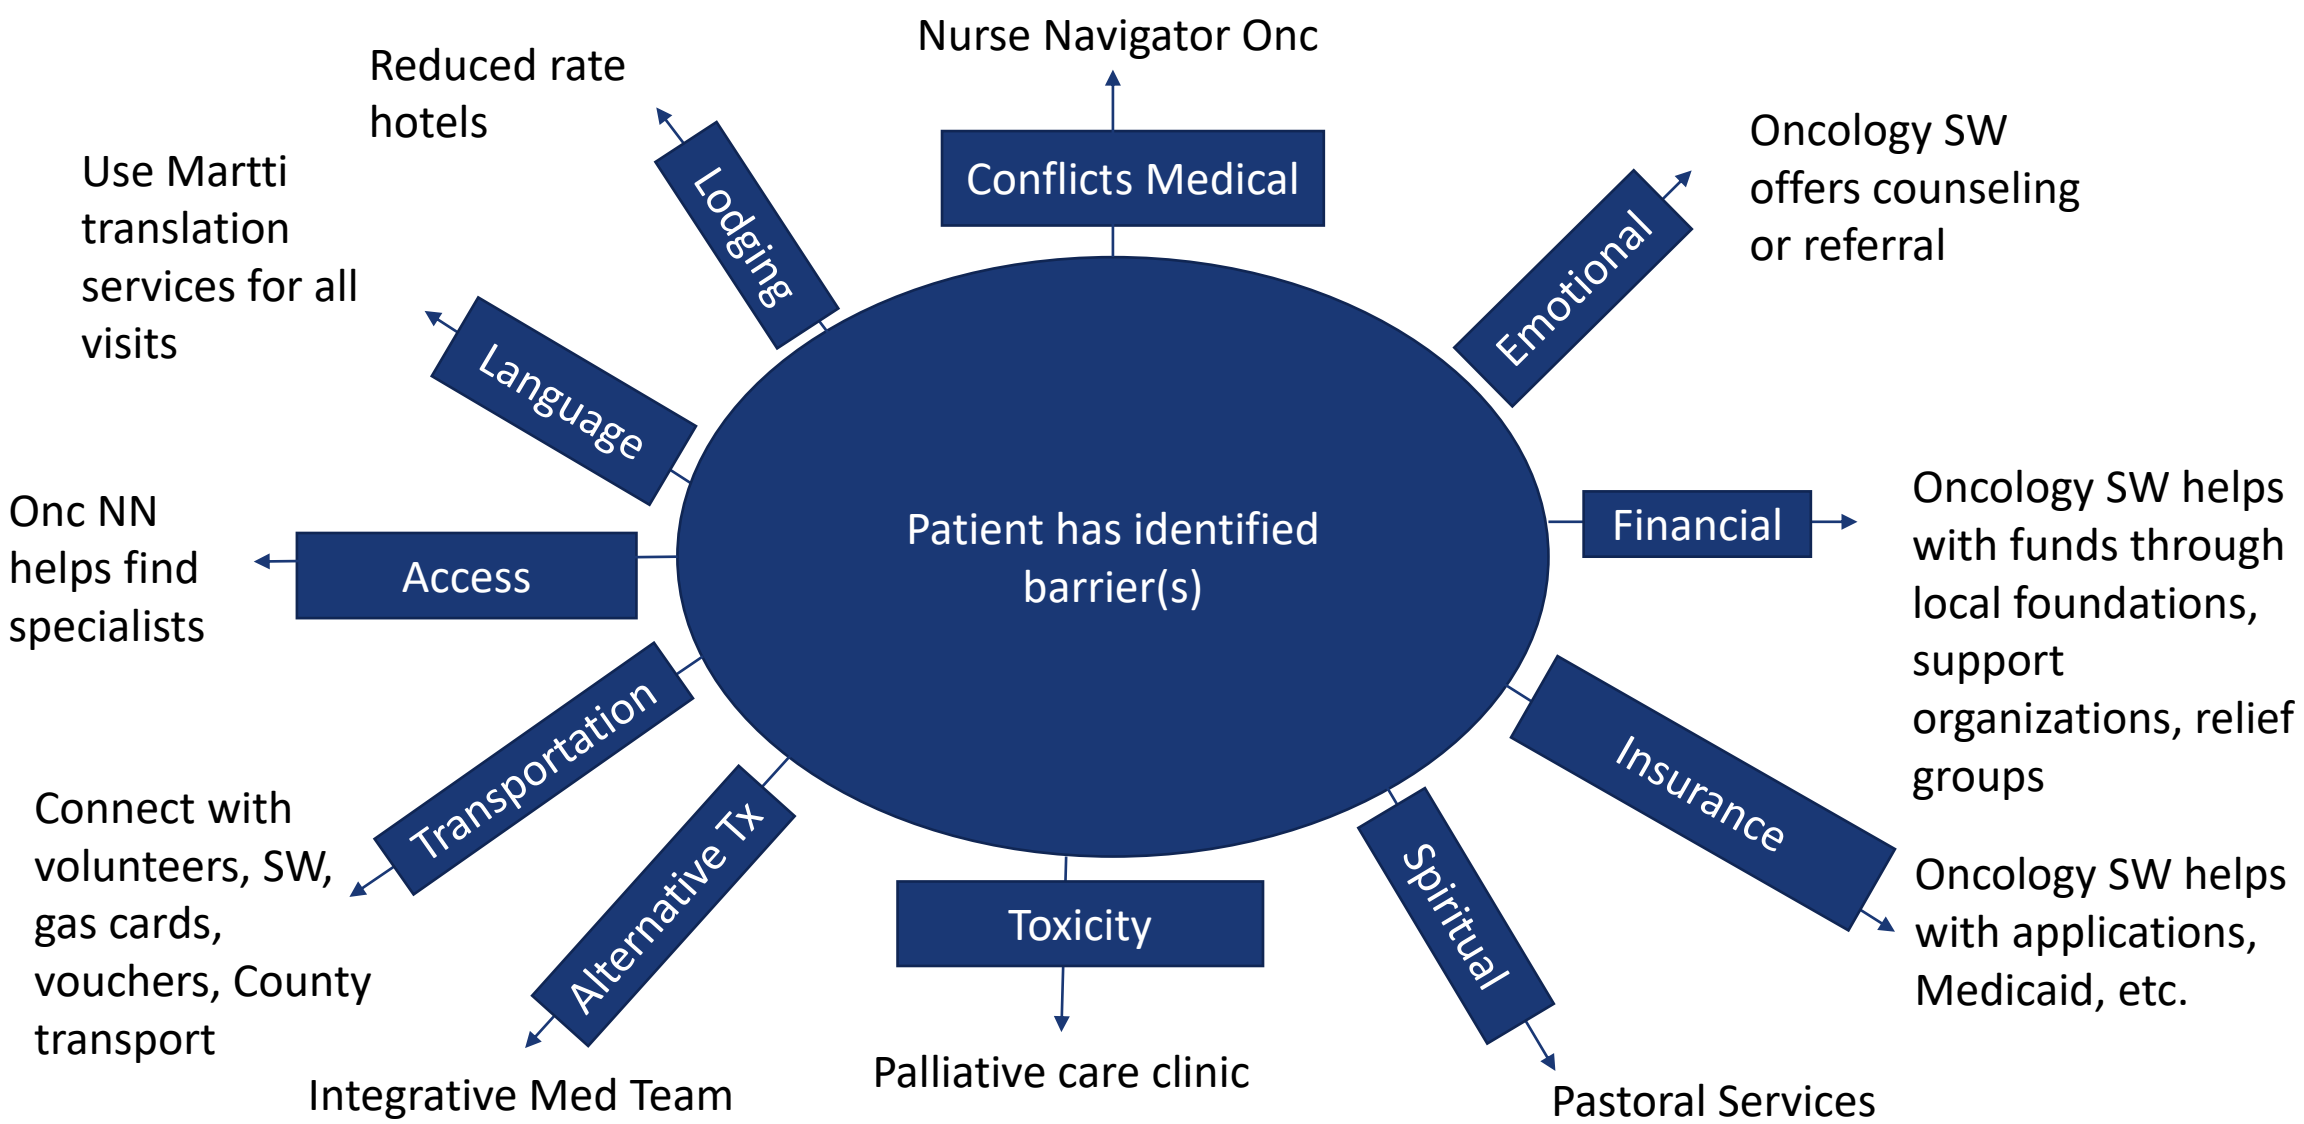 Nurse Navigator Onc
Conflicts Medical
Reduced rate
hotels
Lodging
Use Martti
translation
services for all
visits
Language
Onc NN
helps find
specialists
Access
Connect with
volunteers, SW,
gas cards,
vouchers, County
transport
Transportation
Integrative Med Team
Alternative Tx
Palliative care clinic
Toxicity
Pastoral Services
Spiritual
Oncology SW helps
with applications,
Medicaid, etc.
Insurance
Oncology SW helps
with funds through
local foundations,
support
organizations, relief
groups
Financial
Oncology SW
offers counseling
or referral
Emotional
Patient has identified
barrier(s)